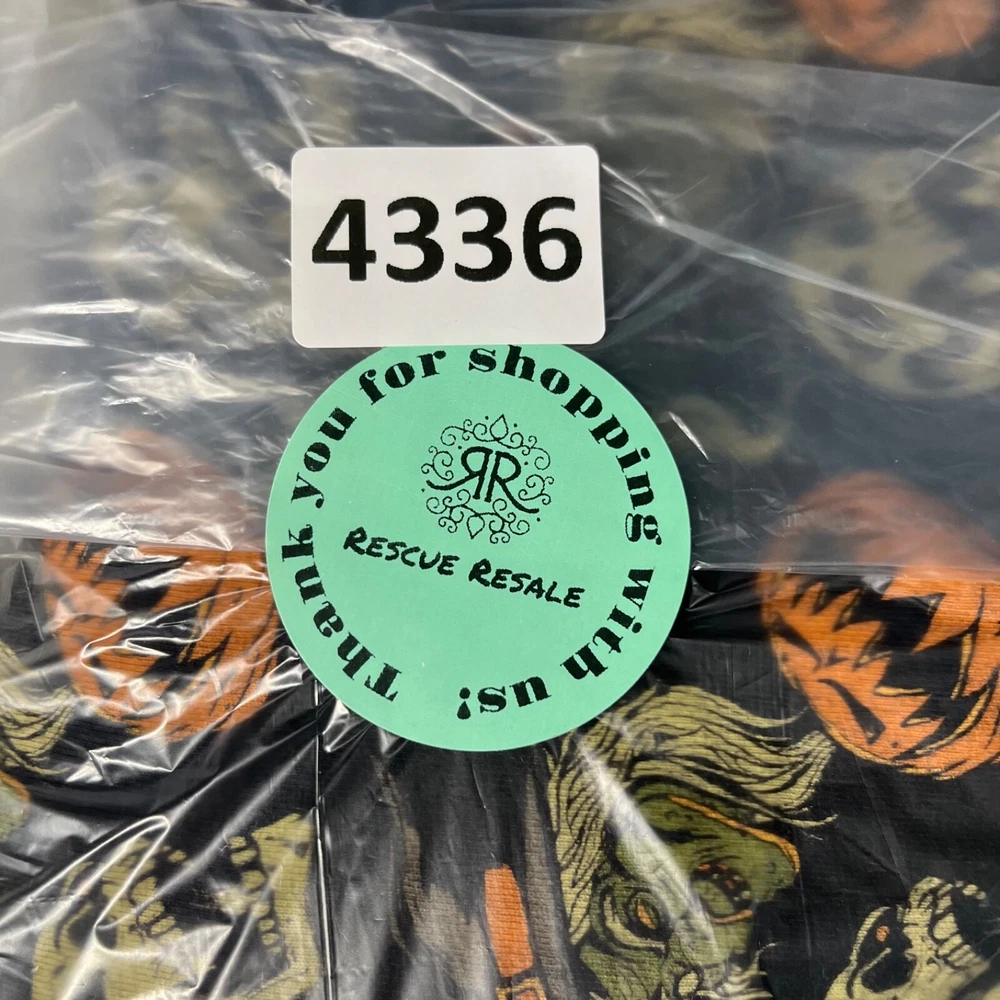 4336
Thank you for shopping with us!
RR
RESCUE RESALE